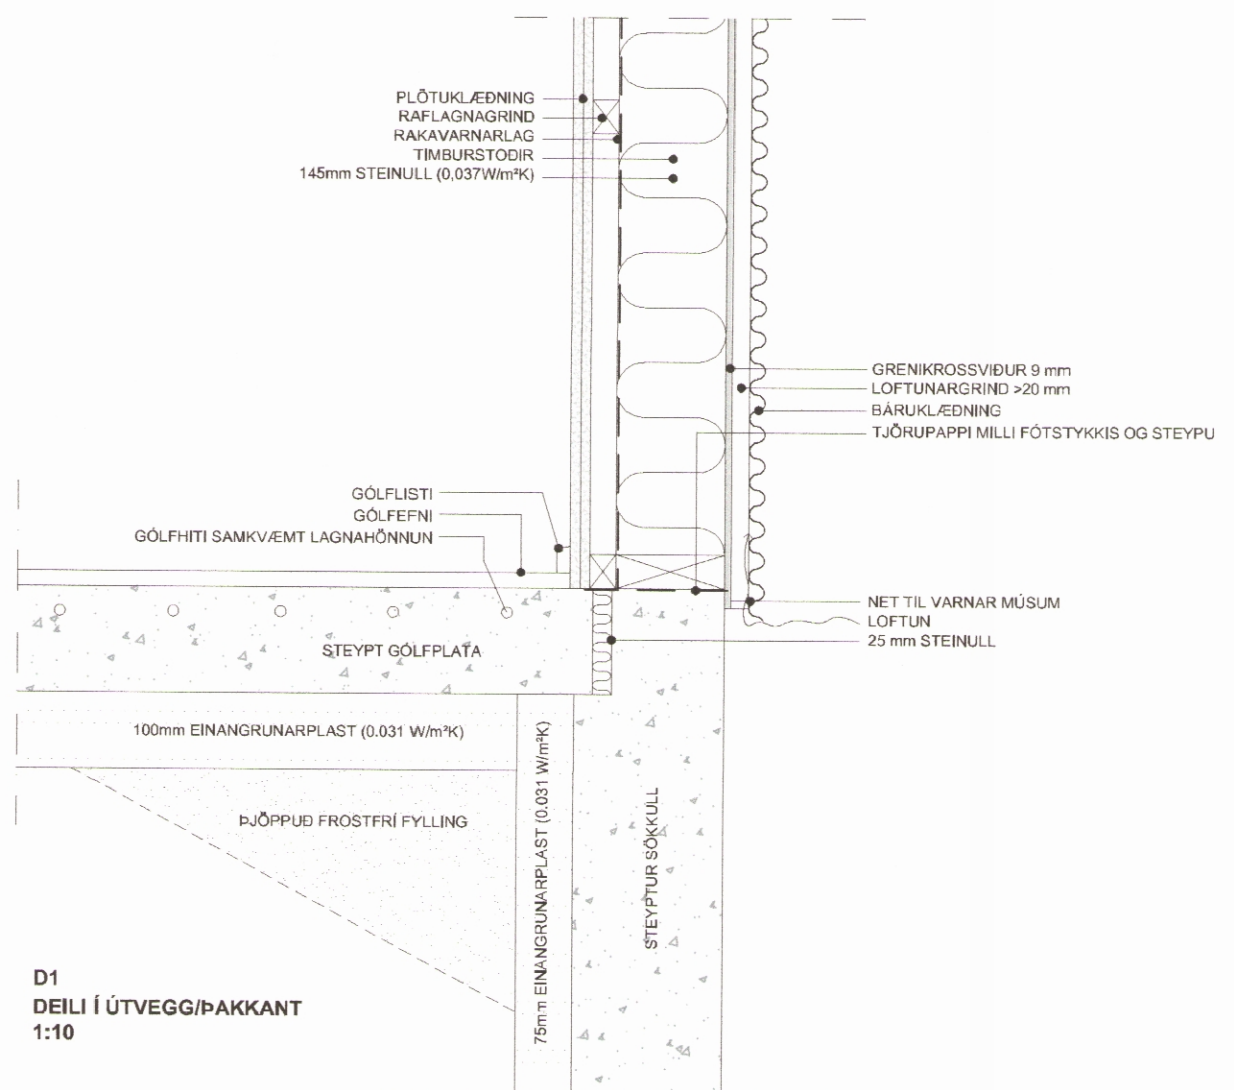 PLÖTUKLÆÐNING
RAFLAGNAGRIND
RAKAVARNARLAG
TIMBURSTOÐIR
145mm STEINULL (0,037W/m²K)
GRENIKROSSVIÐUR 9 mm
LOFTUNARGRIND >20 mm
BÁRUKLÆÐNING
TJÖRUPAPPI MILLI FÓTSTYKKIS OG STEYPU
GÓLFLISTI
GÓLFEFNI
GÓLFHITI SAMKVÆMT LAGNAHÖNNUN
NET TIL VARNAR MÚSUM
LOFTUN
25 mm STEINULL
STEYPT GÓLFPLATA
100mm EINANGRUNARPLAST (0.031 W/m²K)
ÞJÖPPUÐ FROSTFRÍ FYLLING
75mm EINANGRUNARPLAST (0.031 W/m²K)
STEYPTUR SÖKKULL
D1
DEILI Í ÚTVEGG/ÞAKKANT
1:10